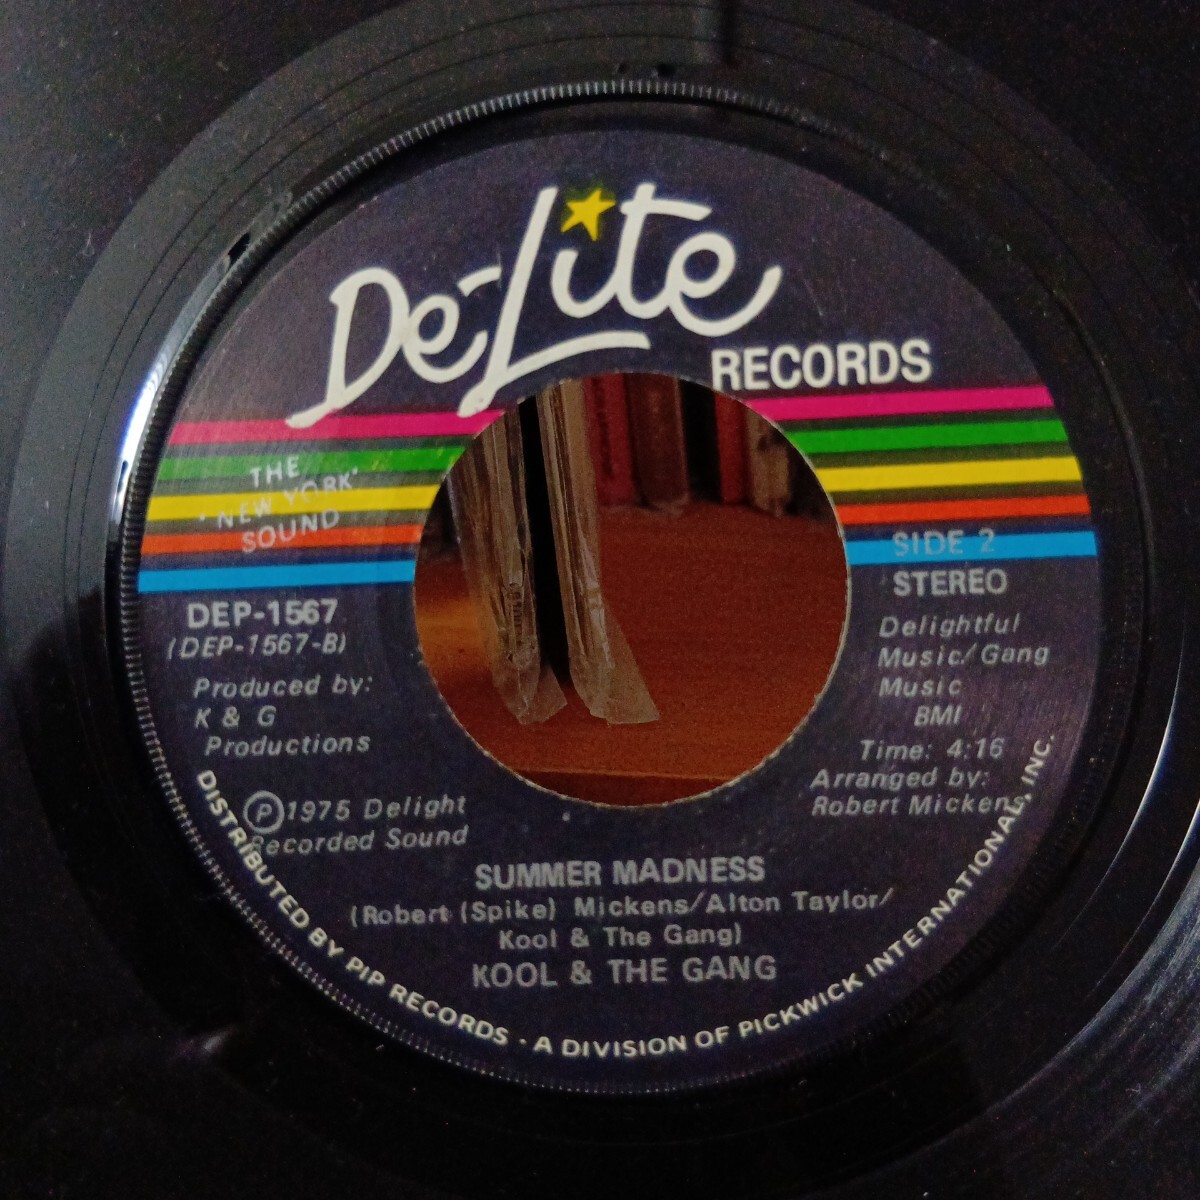 De-Lite
RECORDS
THE
"NEW YORK"
SOUND
SIDE 2
STEREO
DEP-1567
(DEP-1567-B)
Produced by:
K & G
Productions
Ⓟ1975 Delight
Recorded Sound
Delightful
Music/Gang
Music
BMI
Time: 4:16
Arranged by:
Robert Mickens
SUMMER MADNESS
(Robert (Spike) Mickens/Alton Taylor/
Kool & The Gang)
KOOL & THE GANG
DISTRIBUTED BY PIP RECORDS · A DIVISION OF PICKWICK INTERNATIONAL, INC.